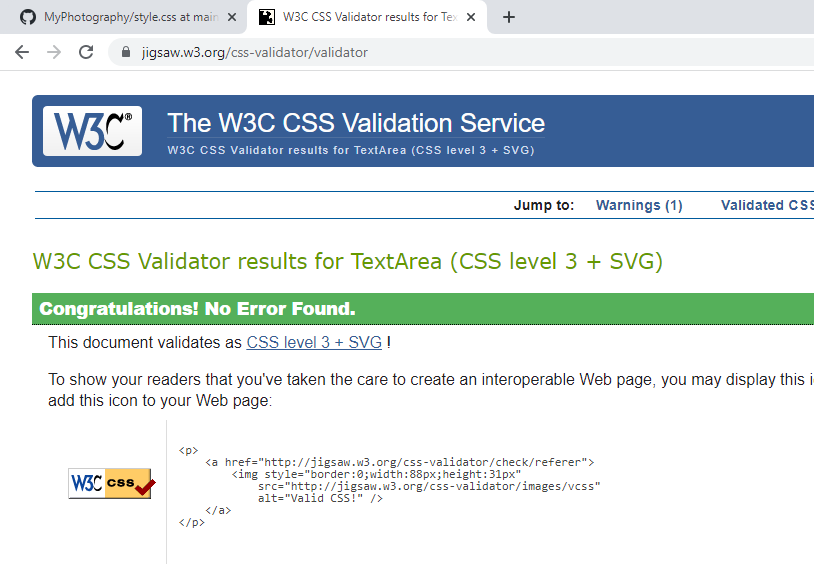 MyPhotography/style.css at main
W3C CSS Validator results for Tex
jigsaw.w3.org/css-validator/validator
W3C®
The W3C CSS Validation Service
W3C CSS Validator results for TextArea (CSS level 3 + SVG)
Jump to: Warnings (1) Validated CSS
W3C CSS Validator results for TextArea (CSS level 3 + SVG)
Congratulations! No Error Found.
This document validates as CSS level 3 + SVG !
To show your readers that you've taken the care to create an interoperable Web page, you may display this
add this icon to your Web page:
W3C CSS
<p>
<a href="http://jigsaw.w3.org/css-validator/check/referer">
<img style="border:0;width:88px;height:31px"
src="http://jigsaw.w3.org/css-validator/images/vcss"
alt="Valid CSS!" />
</a>
</p>